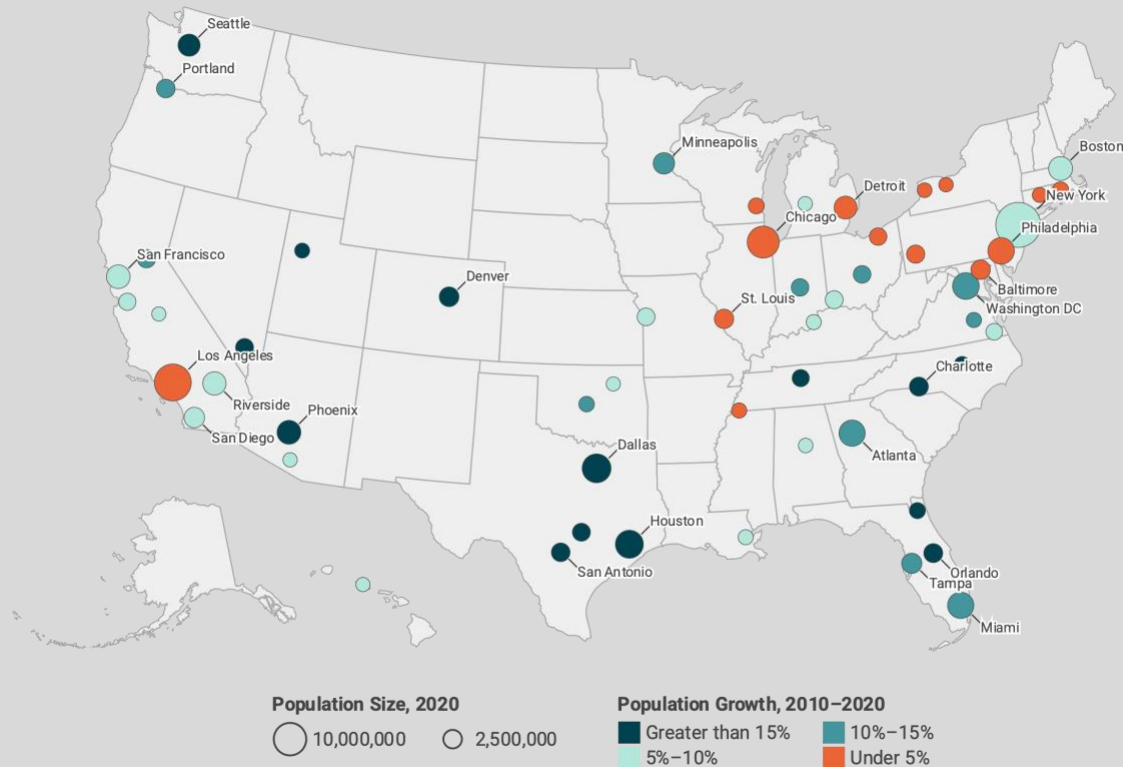 Seattle
Portland
Minneapolis
Boston
Detroit
New York
Chicago
Philadelphia
San Francisco
Denver
Baltimore
St. Louis
Washington DC
Los Angeles
Charlotte
Riverside
Phoenix
San Diego
Dallas
Atlanta
Houston
San Antonio
Orlando
Tampa
Miami
Population Size, 2020
10,000,000
2,500,000
Population Growth, 2010–2020
Greater than 15%
10%–15%
5%–10%
Under 5%